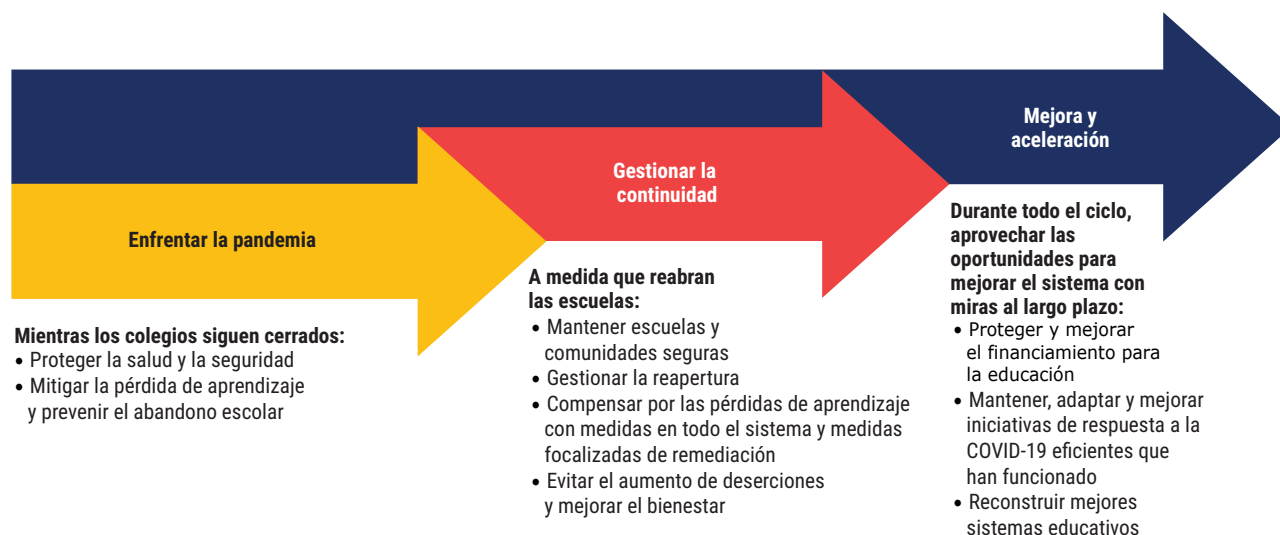 Enfrentar la pandemia
Mientras los colegios siguen cerrados:
• Proteger la salud y la seguridad
• Mitigar la pérdida de aprendizaje
y prevenir el abandono escolar
Gestionar la
continuidad
A medida que reabran
las escuelas:
• Mantener escuelas y
comunidades seguras
• Gestionar la reapertura
• Compensar por las pérdidas de aprendizaje
con medidas en todo el sistema y medidas
focalizadas de remediación
• Evitar el aumento de deserciones
y mejorar el bienestar
Mejora y
aceleración
Durante todo el ciclo,
aprovechar las
oportunidades para
mejorar el sistema con
miras al largo plazo:
• Proteger y mejorar
el financiamiento para
la educación
• Mantener, adaptar y mejorar
iniciativas de respuesta a la
COVID-19 eficientes que
han funcionado
• Reconstruir mejores
sistemas educativos